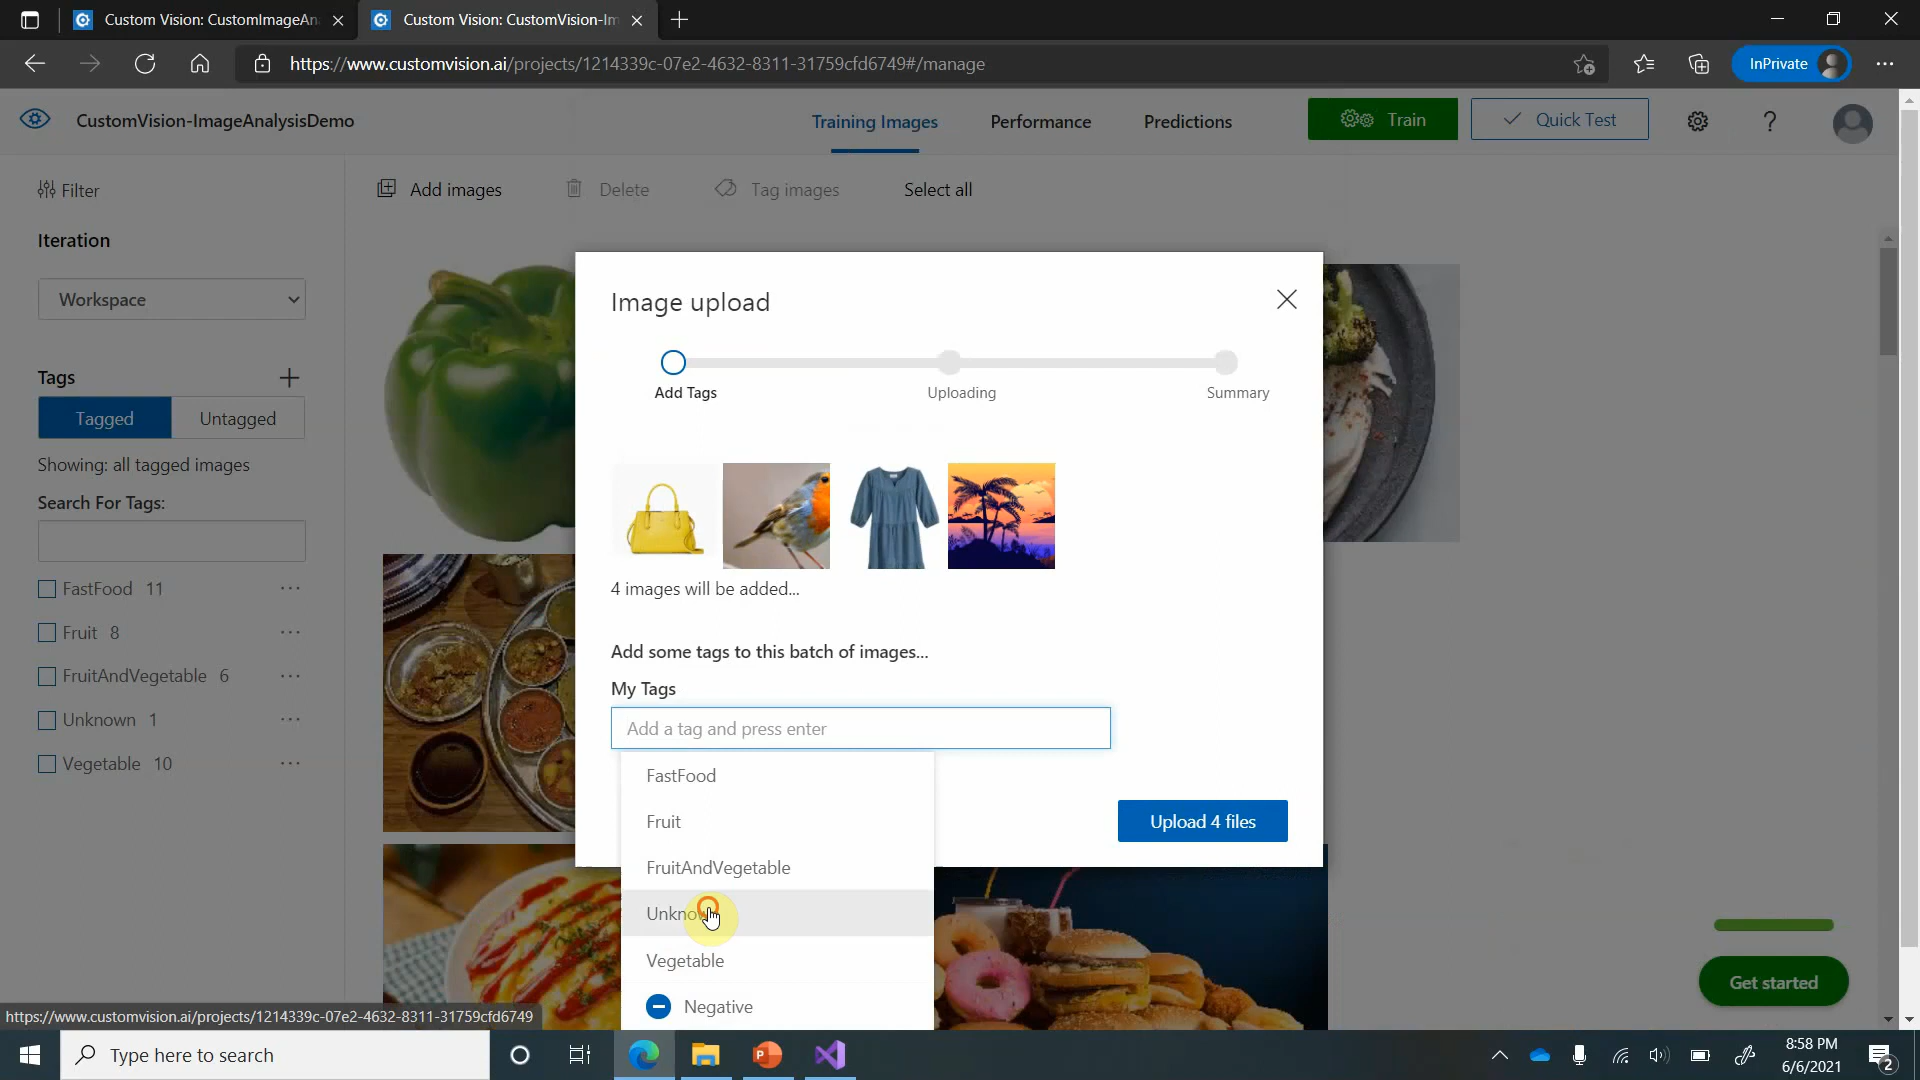 Custom Vision: CustomImageAn
Custom Vision: CustomVision-Im
https://www.customvision.ai/projects/1214339c-07e2-4632-8311-31759cfd6749#/manage
InPrivate
CustomVision-ImageAnalysisDemo
Training Images
Performance
Predictions
Train
Quick Test
?
Filter
Add images
Delete
Tag images
Select all
Iteration
Workspace
Tags
Tagged
Untagged
Showing: all tagged images
Search For Tags:
FastFood 11
Fruit 8
FruitAndVegetable 6
Unknown 1
Vegetable 10
Image upload
Add Tags
Uploading
Summary
4 images will be added...
Add some tags to this batch of images...
My Tags
Add a tag and press enter
FastFood
Fruit
FruitAndVegetable
Unkno
Vegetable
Negative
Upload 4 files
Get started
https://www.customvision.ai/projects/1214339c-07e2-4632-8311-31759cfd6749
Type here to search
8:58 PM
6/6/2021
2